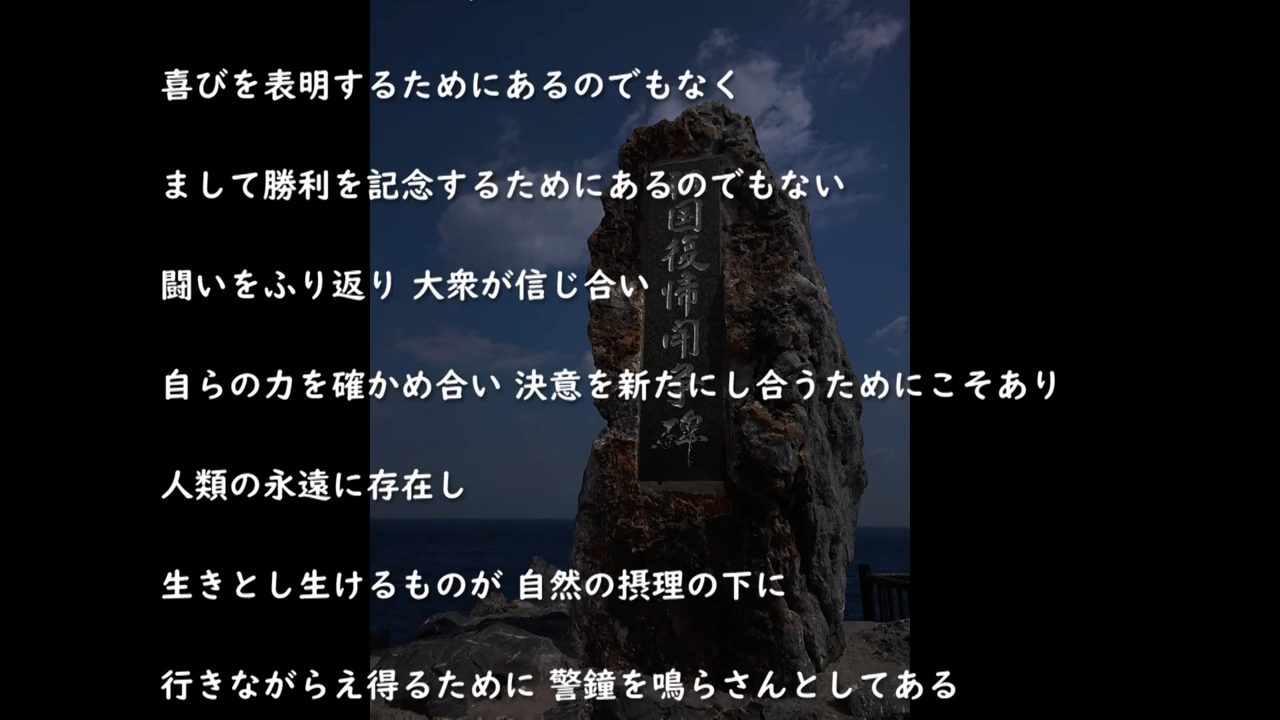 喜びを表明するためにあるのでもなく
まして勝利を記念するためにあるのでもない
闘いをふり返り 大衆が信じ合い
自らの力を確かめ合い 決意を新たにし合うためにこそあり
人類の永遠に存在し
生きとし生けるものが 自然の摂理の下に
行きながらえ得るために 警鐘を鳴らさんとしてある
国復帰闘争碑